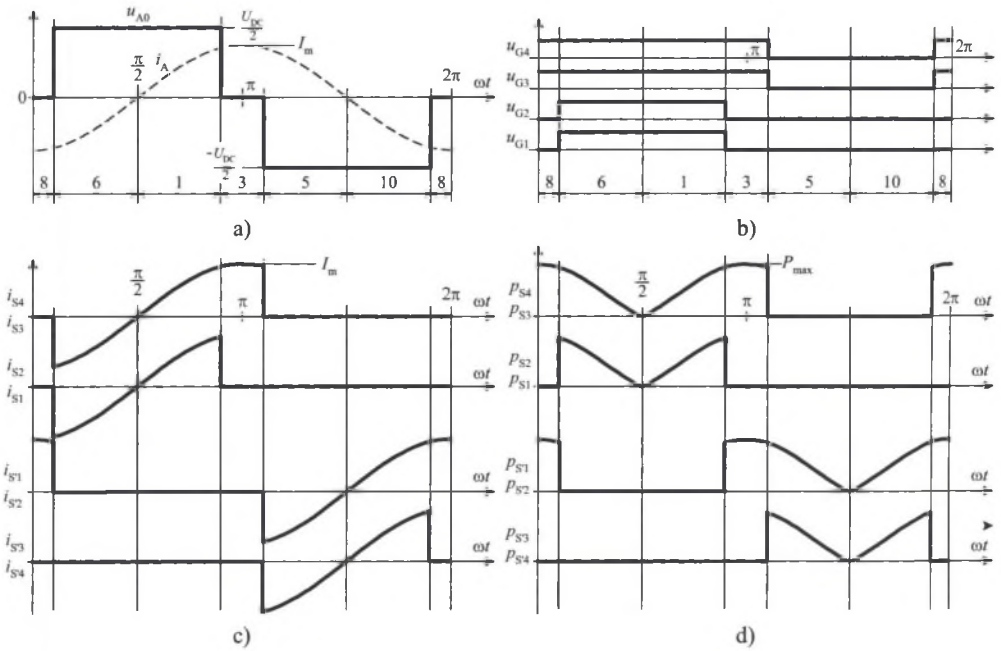 u_A0
U_DC
2
I_m
π
2
i_A
π
2π
ωt
0
-U_DC
2
8 6 1 3 5 10 8
a)
u_G4
π
2π
u_G3
ωt
u_G2
ωt
u_G1
ωt
8 6 1 3 5 10 8
b)
I_m
i_S4
π
2
π
2π
ωt
i_S3
i_S2
i_S1
ωt
i_S'1
i_S'2
ωt
i_S'3
i_S'4
ωt
c)
P_max
p_S4
π
2
π
2π
ωt
p_S3
p_S2
p_S1
ωt
p_S'1
p_S'2
ωt
p_S'3
p_S'4
ωt
d)